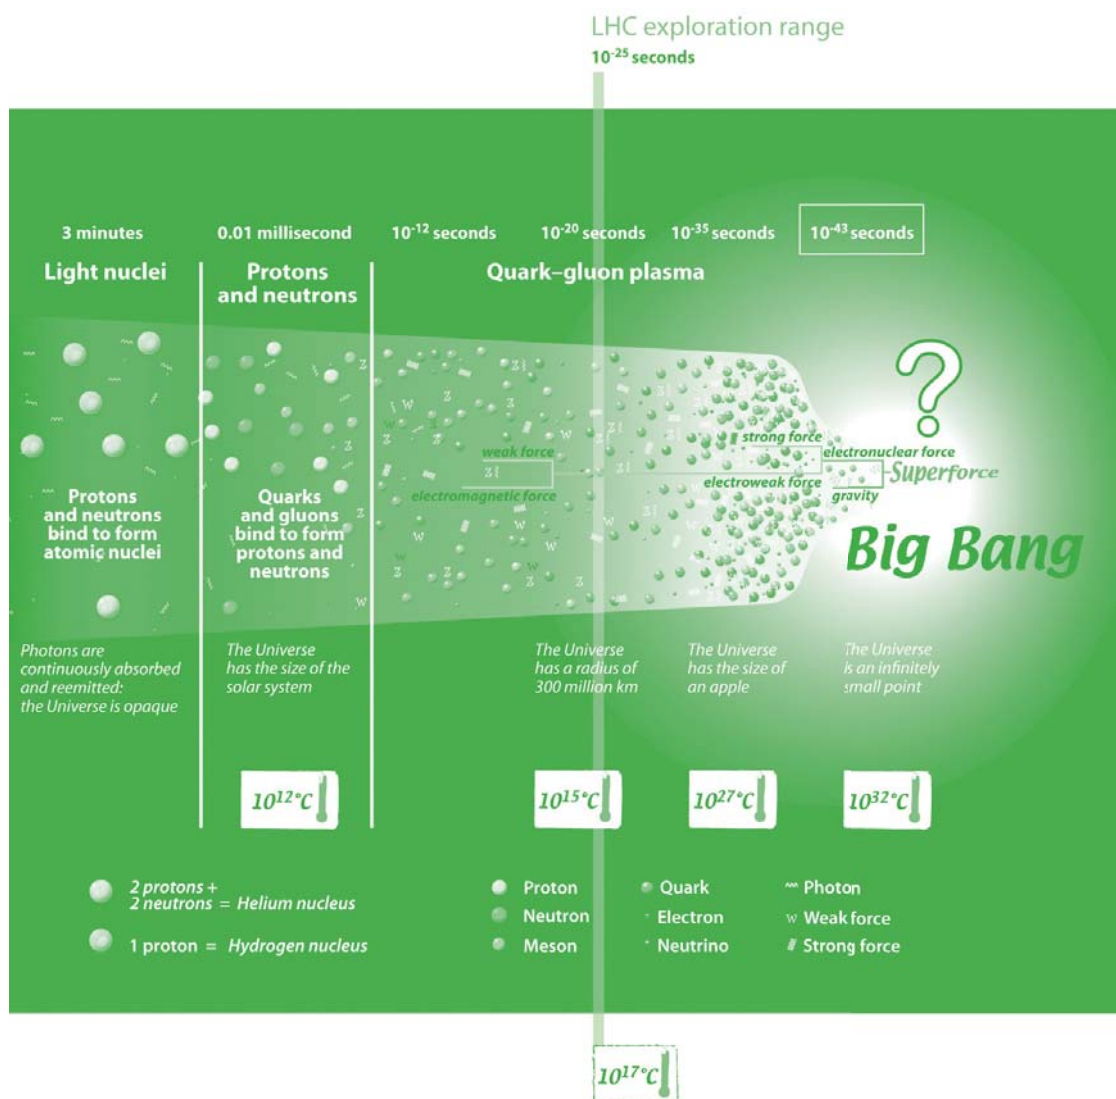 LHC exploration range
10⁻²⁵ seconds
3 minutes
0.01 millisecond
10⁻¹² seconds
10⁻²⁰ seconds
10⁻³⁵ seconds
10⁻⁴³ seconds
Light nuclei
Protons
and neutrons
Quark–gluon plasma
?
strong force
electronuclear force
weak force
Superforce
electromagnetic force
electroweak force
gravity
Big Bang
Protons
and neutrons
bind to form
atomic nuclei
Quarks
and gluons
bind to form
protons and
neutrons
Photons are
continuously absorbed
and reemitted:
the Universe is opaque
The Universe
has the size of the
solar system
The Universe
has a radius of
300 million km
The Universe
has the size of
an apple
The Universe
is an infinitely
small point
10¹²°C
10¹⁵°C
10²⁷°C
10³²°C
2 protons +
2 neutrons = Helium nucleus
1 proton = Hydrogen nucleus
Proton
Neutron
Meson
Quark
Electron
Neutrino
Photon
w Weak force
Strong force
10¹⁷°C